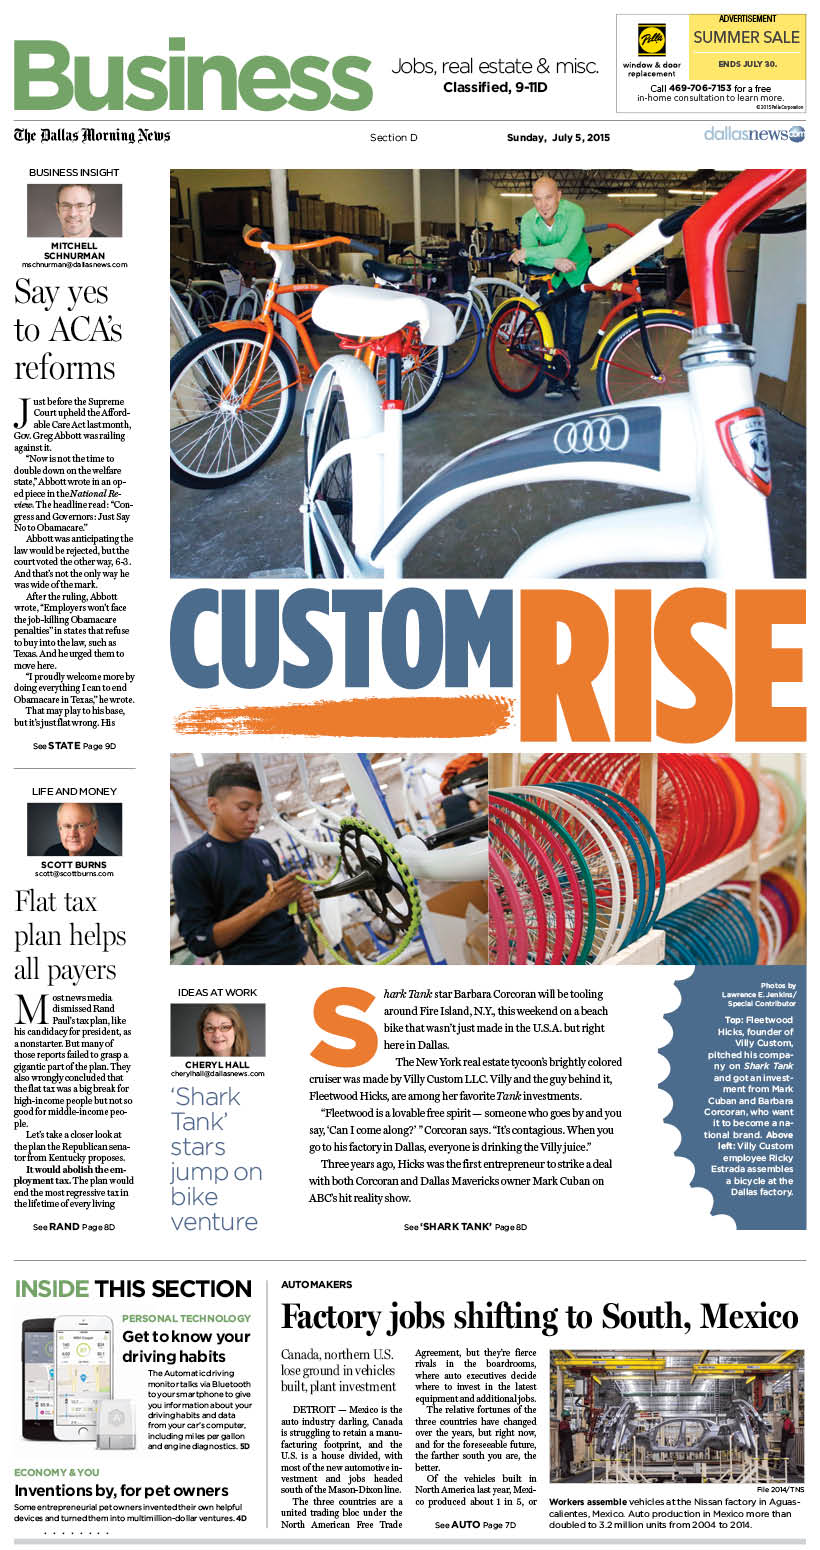 Business
Jobs, real estate & misc.
Classified, 9-11D
ADVERTISEMENT
Pella
window & door
replacement
SUMMER SALE
ENDS JULY 30.
Call 469-706-7153 for a free
in-home consultation to learn more.
©2015 Pella Corporation
The Dallas Morning News
Section D
Sunday, July 5, 2015
dallasnews.com
BUSINESS INSIGHT
MITCHELL
SCHNURMAN
mschnurman@dallasnews.com
Say yes
to ACA's
reforms
Just before the Supreme
Court upheld the Afford-
able Care Act last month,
Gov. Greg Abbott was railing
against it.
“Now is not the time to
double down on the welfare
state,” Abbott wrote in an op-
ed piece in the National Re-
view. The headline read: “Con-
gress and Governors: Just Say
No to Obamacare.”
Abbott was anticipating the
law would be rejected, but the
court voted the other way, 6-3.
And that's not the only way he
was wide of the mark.
After the ruling, Abbott
wrote, “Employers won't face
the job-killing Obamacare
penalties” in states that refuse
to buy into the law, such as
Texas. And he urged them to
move here.
“I proudly welcome more by
doing everything I can to end
Obamacare in Texas,” he wrote.
That may play to his base,
but it's just flat wrong. His
See STATE Page 9D
LIFE AND MONEY
SCOTT BURNS
scott@scottburns.com
Flat tax
plan helps
all payers
Most news media
dismissed Rand
Paul's tax plan, like
his candidacy for president, as
a nonstarter. But many of
those reports failed to grasp a
gigantic part of the plan. They
also wrongly concluded that
the flat tax was a big break for
high-income people but not so
good for middle-income peo-
ple.
Let's take a closer look at
the plan the Republican sena-
tor from Kentucky proposes.
It would abolish the em-
ployment tax. The plan would
end the most regressive tax in
the lifetime of every living
See RAND Page 8D
CUSTOM RISE
IDEAS AT WORK
CHERYL HALL
cherylhall@dallasnews.com
‘Shark
Tank’
stars
jump on
bike
venture
Shark Tank star Barbara Corcoran will be tooling
around Fire Island, N.Y., this weekend on a beach
bike that wasn't just made in the U.S.A. but right
here in Dallas.
The New York real estate tycoon's brightly colored
cruiser was made by Villy Custom LLC. Villy and the guy behind it,
Fleetwood Hicks, are among her favorite Tank investments.
“Fleetwood is a lovable free spirit — someone who goes by and you
say, ‘Can I come along?’ ” Corcoran says. “It's contagious. When you
go to his factory in Dallas, everyone is drinking the Villy juice.”
Three years ago, Hicks was the first entrepreneur to strike a deal
with both Corcoran and Dallas Mavericks owner Mark Cuban on
ABC's hit reality show.
See ‘SHARK TANK’ Page 8D
Photos by
Lawrence E. Jenkins/
Special Contributor
Top: Fleetwood
Hicks, founder of
Villy Custom,
pitched his compa-
ny on Shark Tank
and got an invest-
ment from Mark
Cuban and Barbara
Corcoran, who want
it to become a na-
tional brand. Above
left: Villy Custom
employee Ricky
Estrada assembles
a bicycle at the
Dallas factory.
INSIDE THIS SECTION
PERSONAL TECHNOLOGY
Get to know your
driving habits
The Automatic driving
monitor talks via Bluetooth
to your smartphone to give
you information about your
driving habits and data
from your car's computer,
including miles per gallon
and engine diagnostics. 5D
ECONOMY & YOU
Inventions by, for pet owners
Some entrepreneurial pet owners invented their own helpful
devices and turned them into multimillion-dollar ventures. 4D
AUTOMAKERS
Factory jobs shifting to South, Mexico
Canada, northern U.S.
lose ground in vehicles
built, plant investment
DETROIT — Mexico is the
auto industry darling, Canada
is struggling to retain a manu-
facturing footprint, and the
U.S. is a house divided, with
most of the new automotive in-
vestment and jobs headed
south of the Mason-Dixon line.
The three countries are a
united trading bloc under the
North American Free Trade
Agreement, but they're fierce
rivals in the boardrooms,
where auto executives decide
where to invest in the latest
equipment and additional jobs.
The relative fortunes of the
three countries have changed
over the years, but right now,
and for the foreseeable future,
the farther south you are, the
better.
Of the vehicles built in
North America last year, Mexi-
co produced about 1 in 5, or
See AUTO Page 7D
File 2014/TNS
Workers assemble vehicles at the Nissan factory in Aguas-
calientes, Mexico. Auto production in Mexico more than
doubled to 3.2 million units from 2004 to 2014.